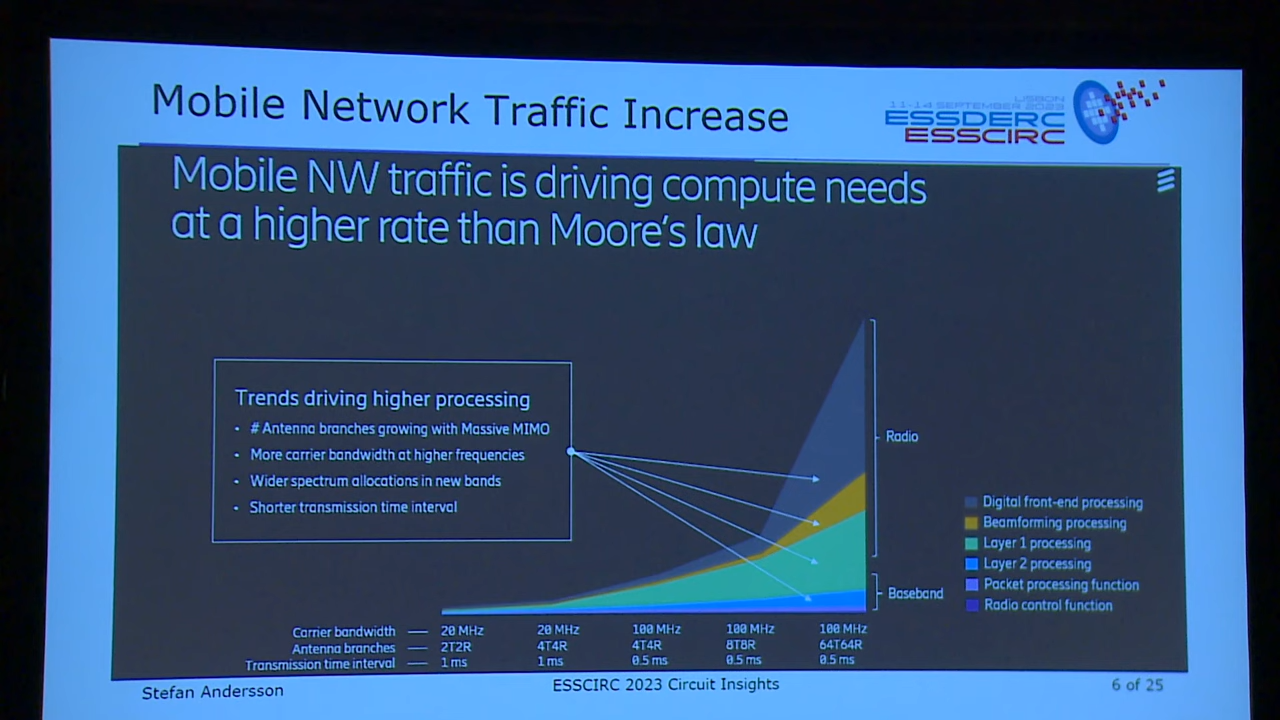 Mobile Network Traffic Increase
LISBON
11-14 SEPTEMBER 2023
ESSDERC
ESSCIRC
Mobile NW traffic is driving compute needs
at a higher rate than Moore's law
Trends driving higher processing
• # Antenna branches growing with Massive MIMO
• More carrier bandwidth at higher frequencies
• Wider spectrum allocations in new bands
• Shorter transmission time interval
Radio
Baseband
Digital front-end processing
Beamforming processing
Layer 1 processing
Layer 2 processing
Packet processing function
Radio control function
Carrier bandwidth — 20 MHz 20 MHz 100 MHz 100 MHz 100 MHz
Antenna branches — 2T2R 4T4R 4T4R 8T8R 64T64R
Transmission time interval — 1 ms 1 ms 0.5 ms 0.5 ms 0.5 ms
Stefan Andersson
ESSCIRC 2023 Circuit Insights
6 of 25